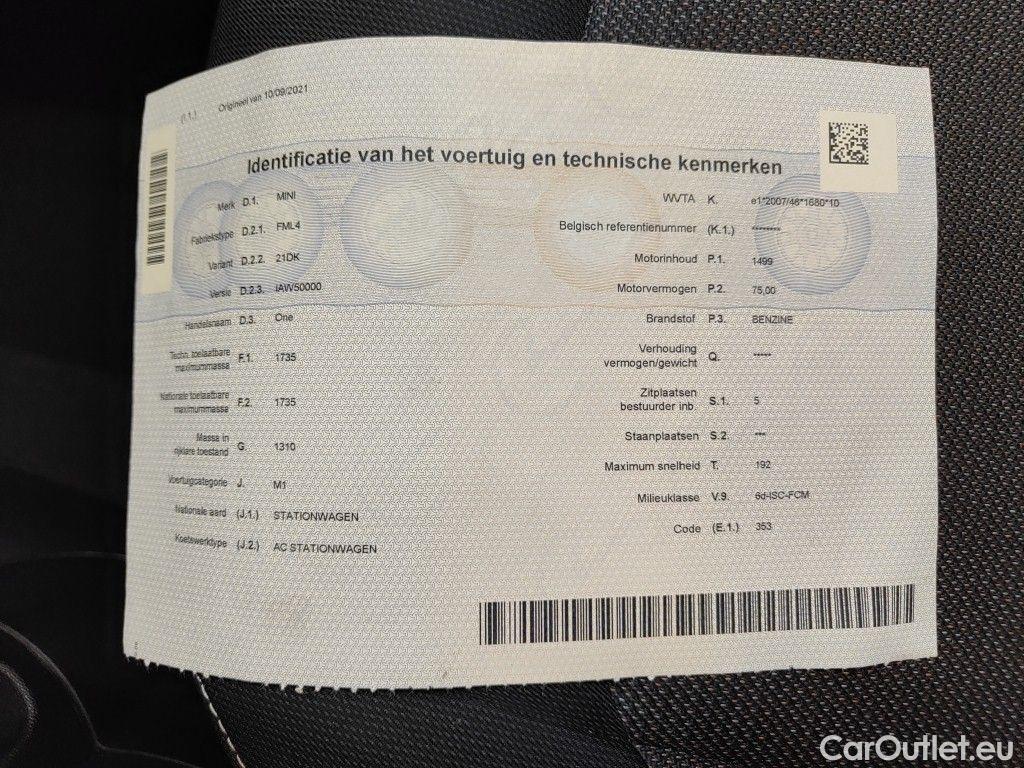 (I.1.) Origineel van 10/09/2021
Identificatie van het voertuig en technische kenmerken
Merk D.1. MINI
Fabriekstype D.2.1. FML4
Variant D.2.2. 21DK
Versie D.2.3. IAW50000
Handelsnaam D.3. One
Techn. toelaatbare
maximummassa F.1. 1735
Nationale toelaatbare
maximummassa F.2. 1735
Massa in
rijklare toestand G. 1310
Voertuigcategorie J. M1
Nationale aard (J.1.) STATIONWAGEN
Koetswerktype (J.2.) AC STATIONWAGEN
WVTA K. e1*2007/46*1680*10
Belgisch referentienummer (K.1.) ********
Motorinhoud P.1. 1499
Motorvermogen P.2. 75,00
Brandstof P.3. BENZINE
Verhouding
vermogen/gewicht Q. *****
Zitplaatsen
bestuurder inb. S.1. 5
Staanplaatsen S.2. ***
Maximum snelheid T. 192
Milieuklasse V.9. 6d-ISC-FCM
Code (E.1.) 353
CarOutlet.eu